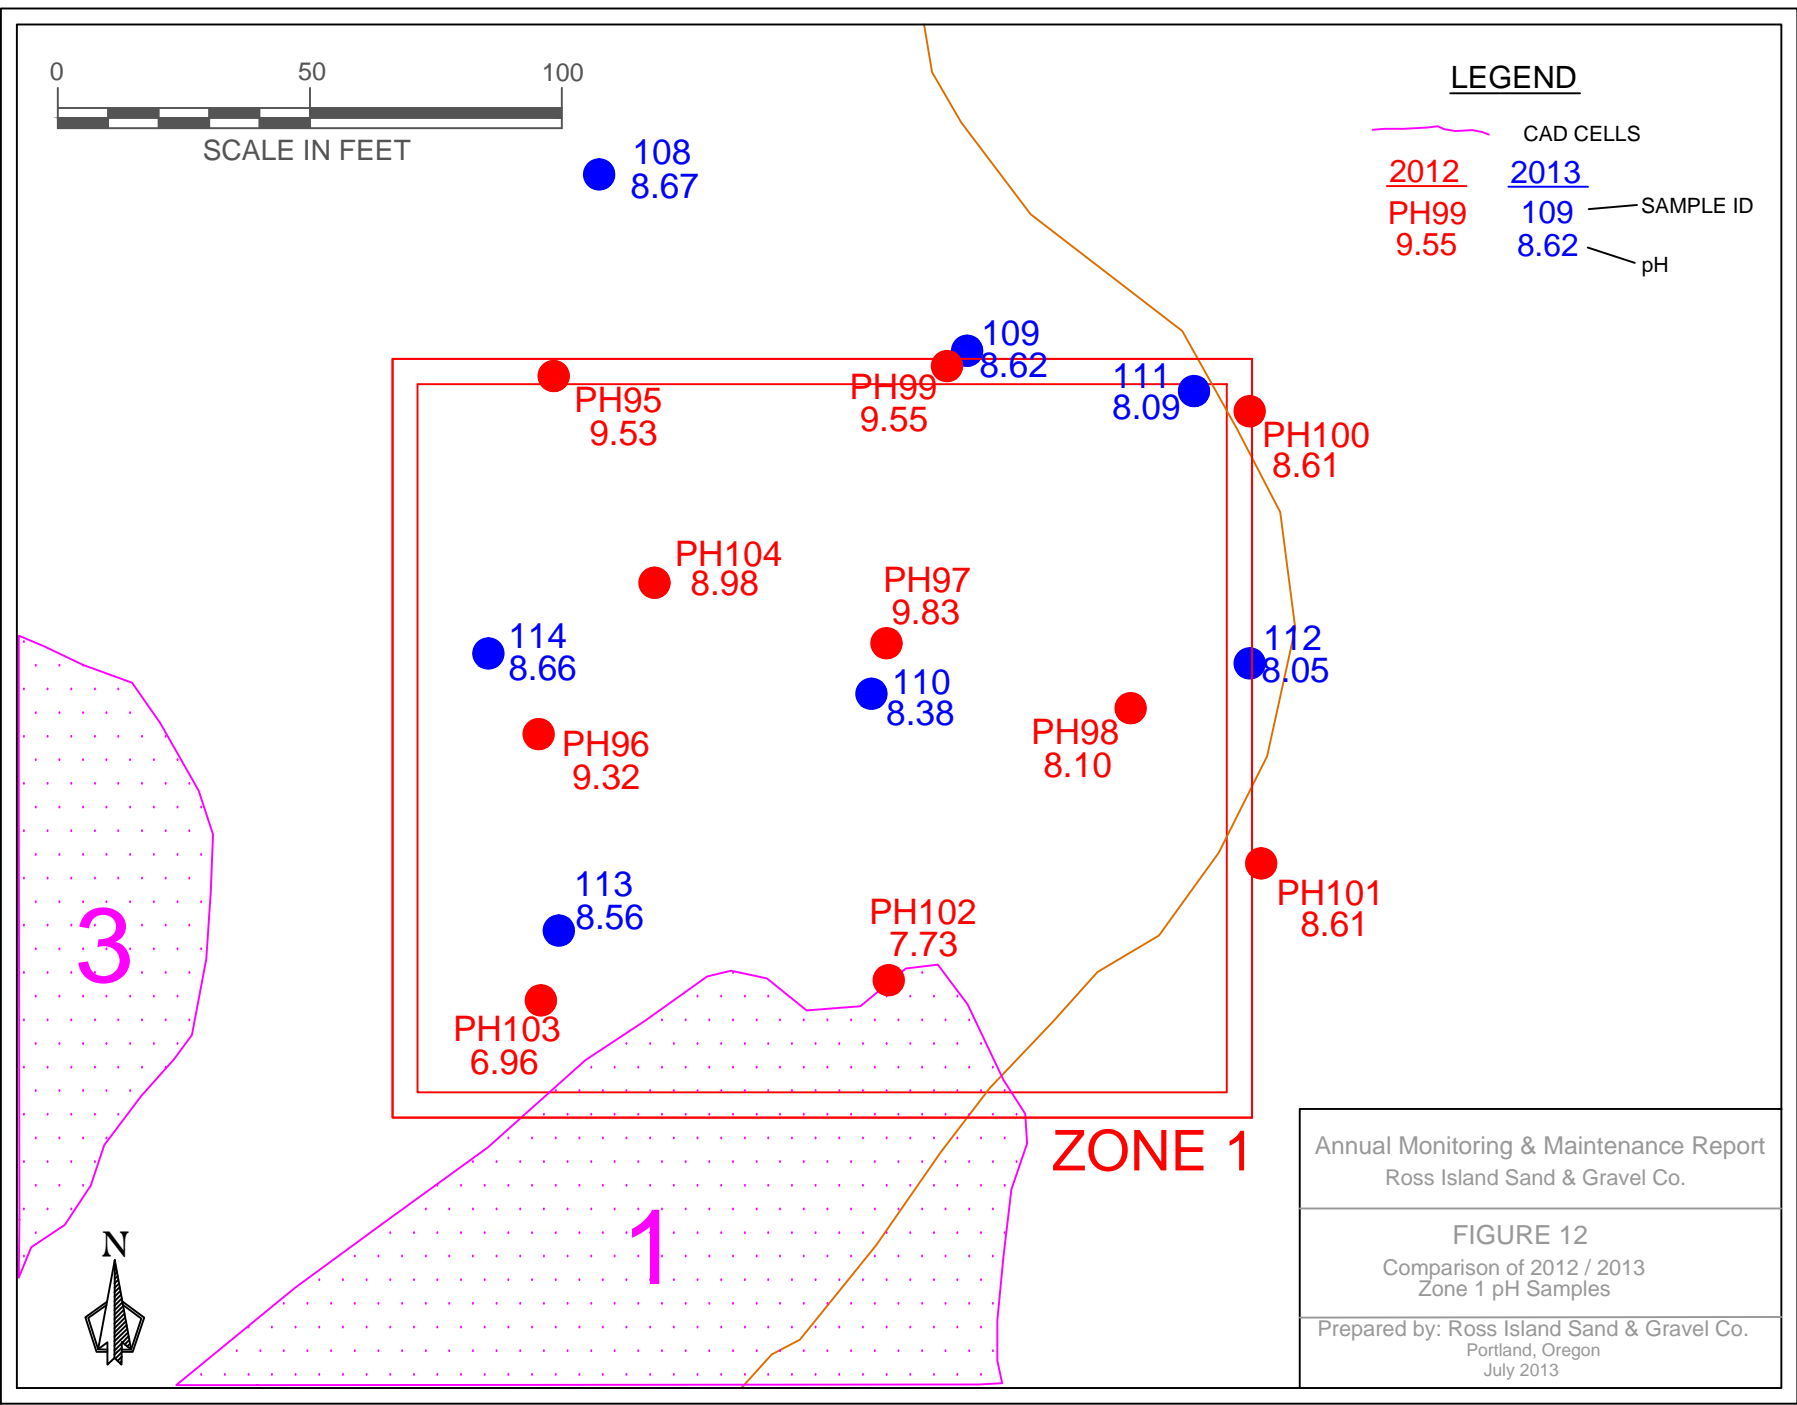 0 50 100
SCALE IN FEET
LEGEND
CAD CELLS
2012 2013
PH99 109 SAMPLE ID
9.55 8.62
pH
108
8.67
109
8.62
PH99
9.55
111
8.09
PH95
9.53
PH100
8.61
PH104
8.98
PH97
9.83
114
8.66
112
8.05
110
8.38
PH98
8.10
PH96
9.32
113
8.56
PH102
7.73
PH101
8.61
3
PH103
6.96
ZONE 1
1
N
Annual Monitoring & Maintenance Report
Ross Island Sand & Gravel Co.
FIGURE 12
Comparison of 2012 / 2013
Zone 1 pH Samples
Prepared by: Ross Island Sand & Gravel Co.
Portland, Oregon
July 2013